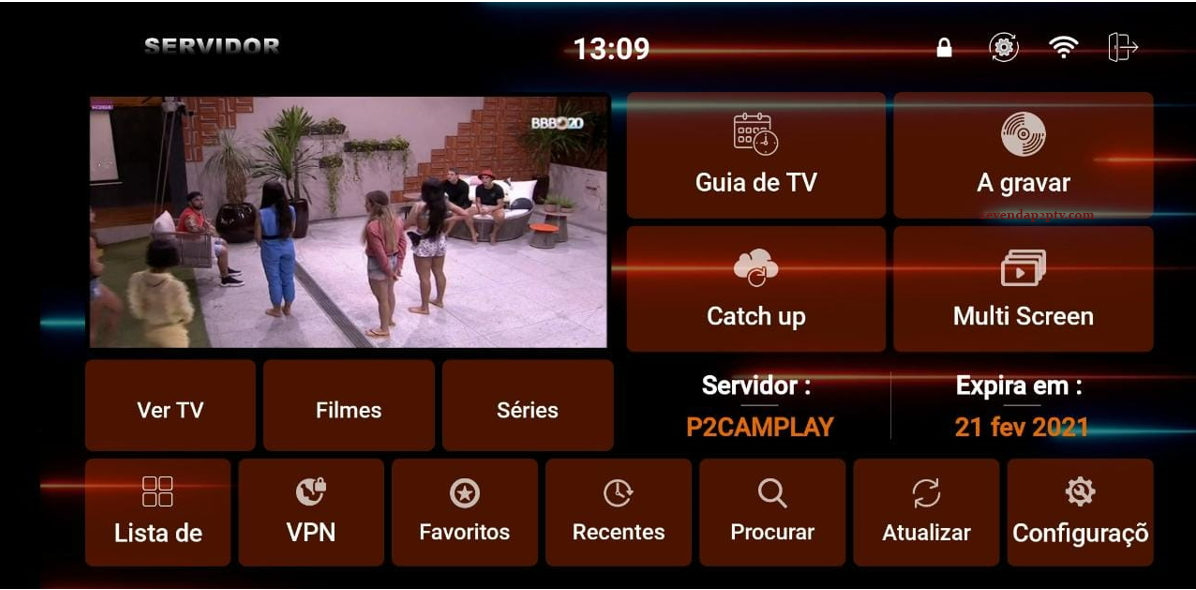 SERVIDOR
13:09
BBB20
Guia de TV
A gravar
Catch up
Multi Screen
Ver TV
Filmes
Séries
Servidor :
Expira em :
P2CAMPLAY
21 fev 2021
Lista de
VPN
Favoritos
Recentes
Procurar
Atualizar
Configuraçõ